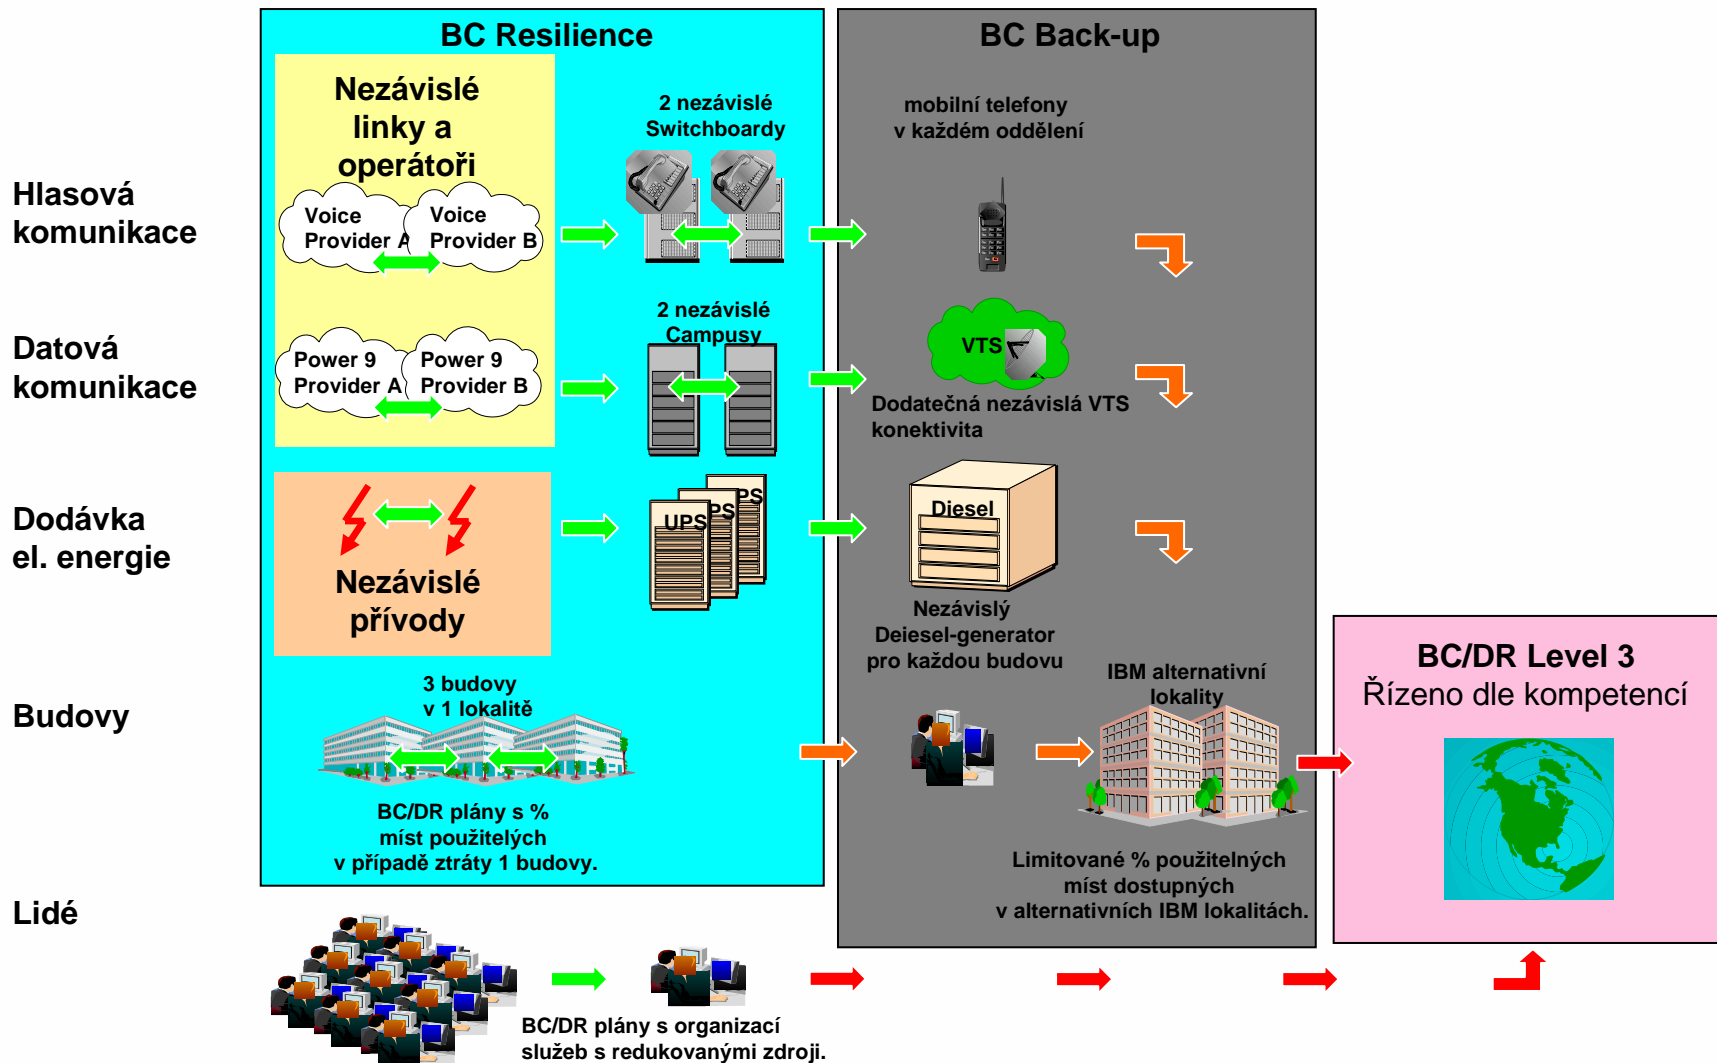 BC Resilience
BC Back-up
Nezávislé
linky a
operátoři
2 nezávislé
Switchboardy
mobilní telefony
v každém oddělení
Hlasová
komunikace
Voice
Provider A
Voice
Provider B
2 nezávislé
Campusy
Datová
komunikace
Power 9
Provider A
Power 9
Provider B
VTS
Dodatečná nezávislá VTS
konektivita
Dodávka
el. energie
UPS
PS
PS
Diesel
Nezávislé
přívody
Nezávislý
Deiesel-generator
pro každou budovu
BC/DR Level 3
Řízeno dle kompetencí
Budovy
3 budovy
v 1 lokalitě
IBM alternativní
lokality
BC/DR plány s %
míst použitelých
v případě ztráty 1 budovy.
Limitované % použitelných
míst dostupných
v alternativních IBM lokalitách.
Lidé
BC/DR plány s organizací
služeb s redukovanými zdroji.